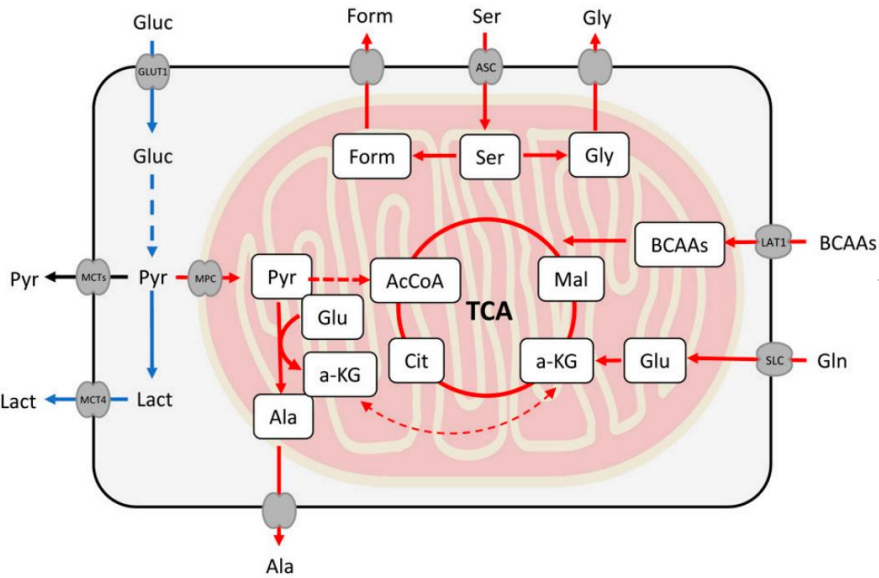 Gluc
Form
Ser
Gly
GLUT1
ASC
Gluc
Form
Ser
Gly
BCAAs
LAT1
BCAAs
Pyr
MCTs
Pyr
MPC
Pyr
AcCoA
Mal
Glu
TCA
Cit
a-KG
Glu
SLC
Gln
a-KG
Lact
MCT4
Lact
Ala
Ala